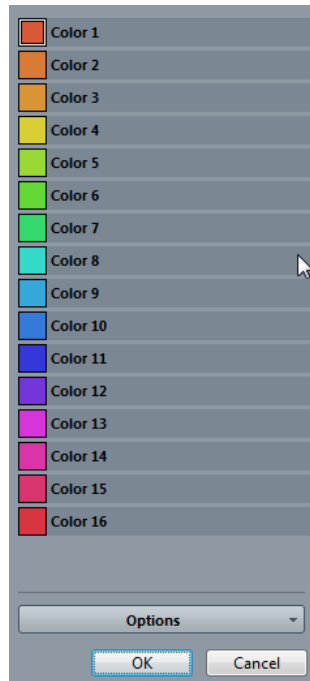 Color 1
Color 2
Color 3
Color 4
Color 5
Color 6
Color 7
Color 8
Color 9
Color 10
Color 11
Color 12
Color 13
Color 14
Color 15
Color 16
Options
OK Cancel